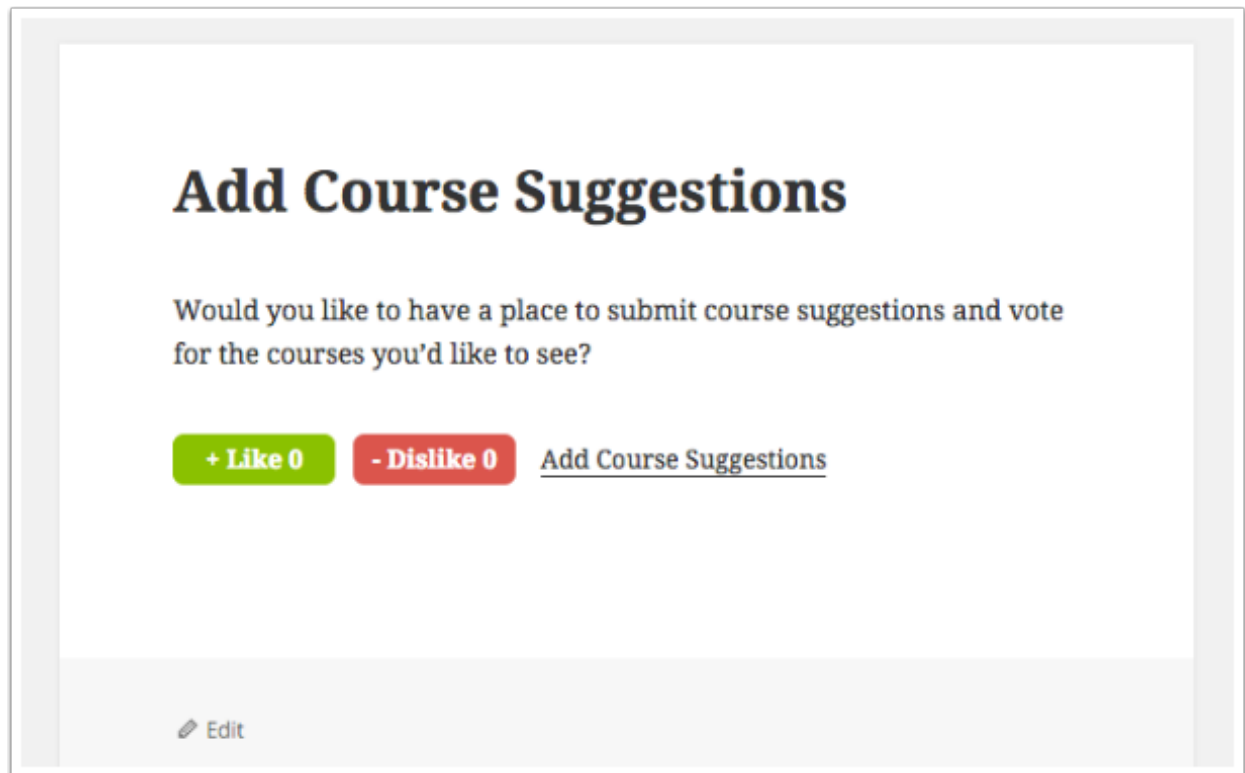 Add Course Suggestions
Would you like to have a place to submit course suggestions and vote
for the courses you’d like to see?
+ Like 0 - Dislike 0 Add Course Suggestions
Edit